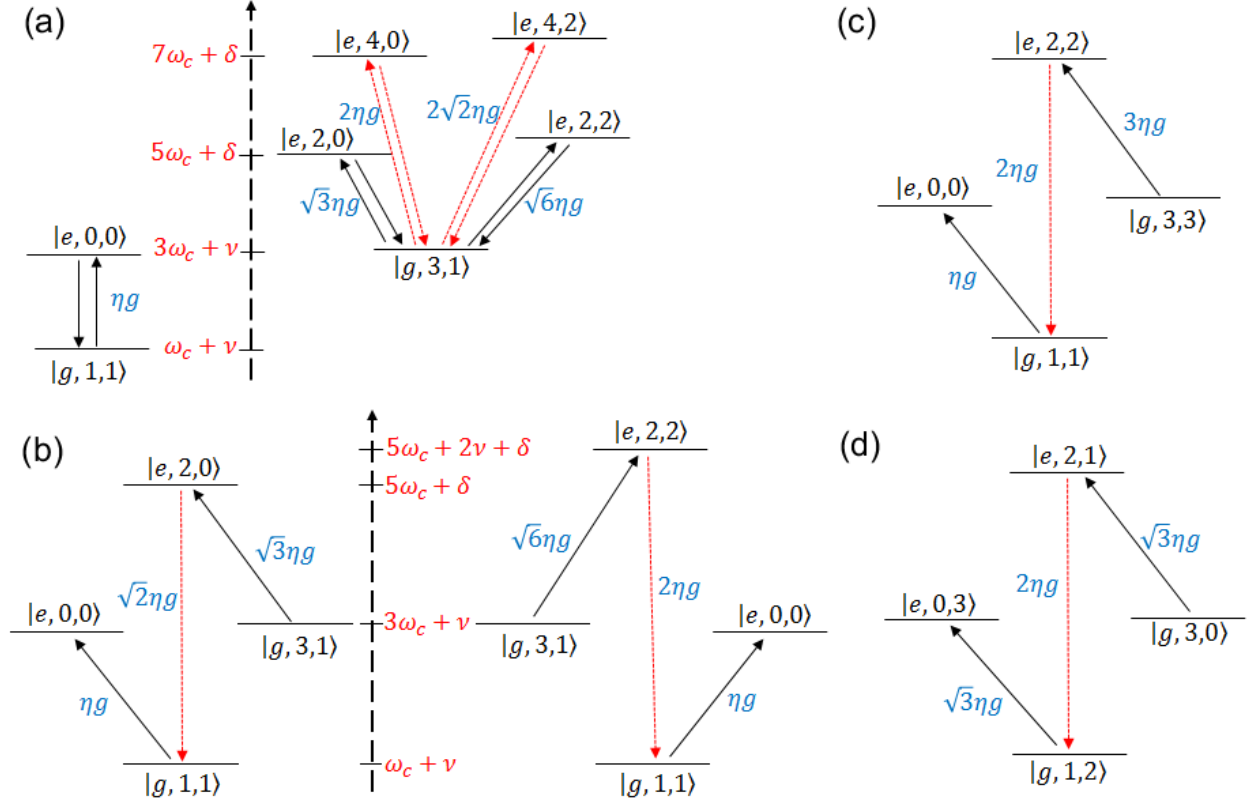 (a)
|e, 4,0⟩
|e, 4,2⟩
7ω_c + δ
2ηg
2√2ηg
|e, 2,0⟩
|e, 2,2⟩
5ω_c + δ
√3ηg
√6ηg
|e, 0,0⟩
3ω_c + ν
|g, 3,1⟩
ηg
ω_c + ν
|g, 1,1⟩
(c)
|e, 2,2⟩
3ηg
2ηg
|e, 0,0⟩
|g, 3,3⟩
ηg
|g, 1,1⟩
(b)
|e, 2,0⟩
√3ηg
√2ηg
|e, 0,0⟩
|g, 3,1⟩
ηg
|g, 1,1⟩
5ω_c + 2ν + δ
5ω_c + δ
3ω_c + ν
ω_c + ν
|e, 2,2⟩
√6ηg
2ηg
|e, 0,0⟩
|g, 3,1⟩
ηg
|g, 1,1⟩
(d)
|e, 2,1⟩
√3ηg
2ηg
|e, 0,3⟩
|g, 3,0⟩
√3ηg
|g, 1,2⟩